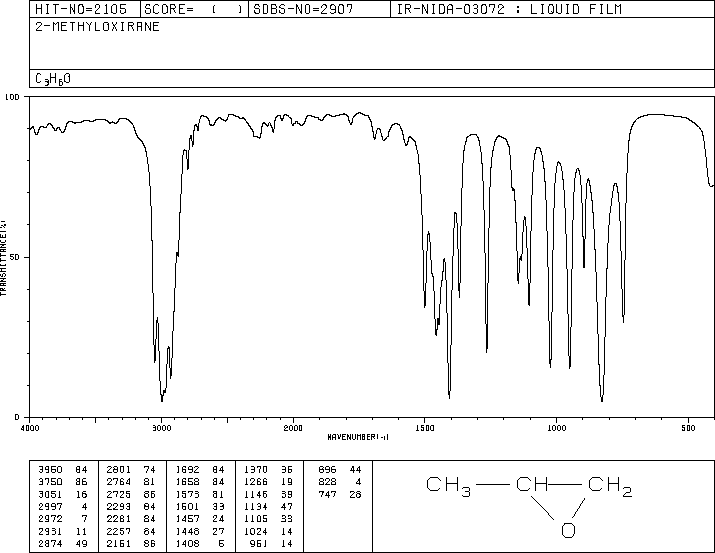 HIT-NO=2105 SCORE= ( ) SDBS-NO=2907 IR-NIDA-03072 : LIQUID FILM
2-METHYLOXIRANE
C3H6O
100
50
0
TRANSMITTANCE(%)
4000 3000 2000 1500 1000 500
WAVENUMBER(-1)
3960 84 2801 74 1692 84 1370 36 896 44
3750 86 2764 81 1658 84 1266 19 828 4
3051 16 2725 86 1573 81 1146 39 747 28
2997 4 2293 84 1501 33 1134 47
2972 7 2281 84 1457 24 1105 33
2931 11 2257 84 1448 27 1024 14
2874 49 2161 86 1408 5 951 14
CH3 CH CH2
O